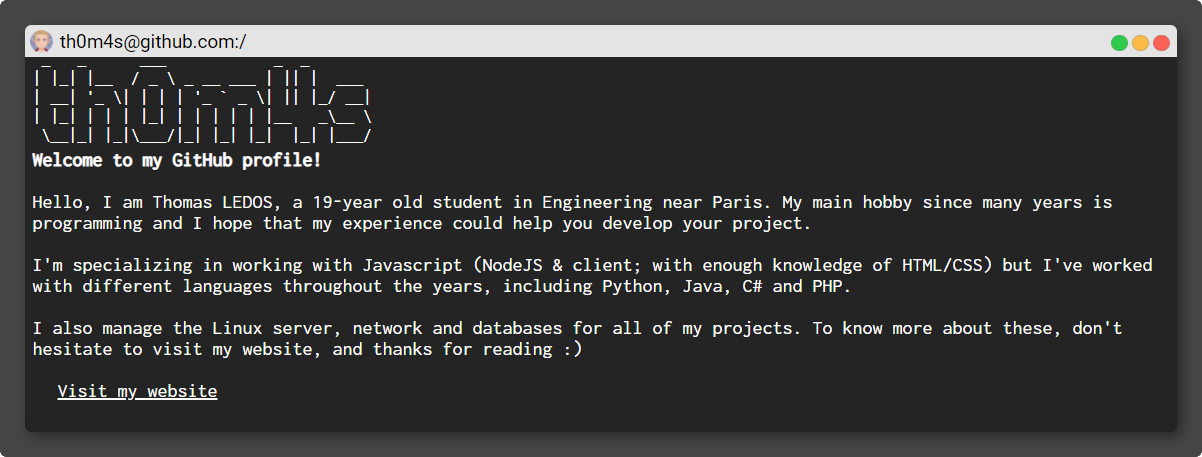 th0m4s@github.com:/
th0m4s
Welcome to my GitHub profile!
Hello, I am Thomas LEDOS, a 19-year old student in Engineering near Paris. My main hobby since many years is
programming and I hope that my experience could help you develop your project.
I'm specializing in working with Javascript (NodeJS & client; with enough knowledge of HTML/CSS) but I've worked
with different languages throughout the years, including Python, Java, C# and PHP.
I also manage the Linux server, network and databases for all of my projects. To know more about these, don't
hesitate to visit my website, and thanks for reading :)
Visit my website